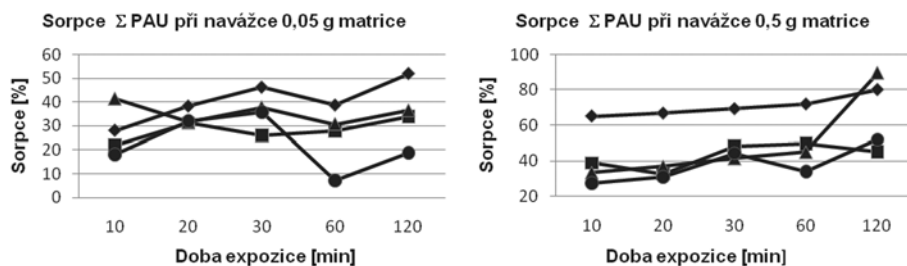 Sorpce Σ PAU při navážce 0,05 g matrice
Sorpce [%]
60
50
40
30
20
10
0
10 20 30 60 120
Doba expozice [min]
Sorpce Σ PAU při navážce 0,5 g matrice
Sorpce [%]
100
80
60
40
20
10 20 30 60 120
Doba expozice [min]